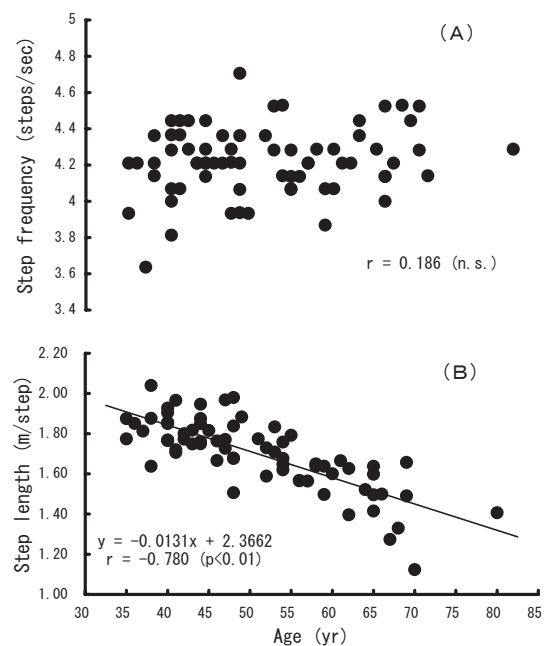 (A)
Step frequency (steps/sec)
5
4.8
4.6
4.4
4.2
4
3.8
3.6
3.4
r = 0.186 (n.s.)
(B)
Step length (m/step)
2.20
2.00
1.80
1.60
1.40
1.20
1.00
y = -0.0131x + 2.3662
r = -0.780 (p<0.01)
30 35 40 45 50 55 60 65 70 75 80 85
Age (yr)